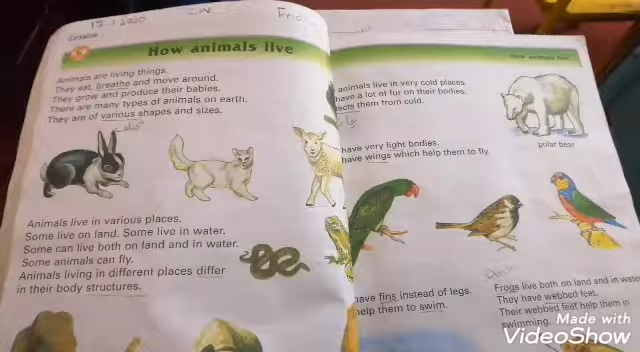 17
2020
CW
How animals live
Animals are living things.
They eat, breathe and move around.
They grow and produce their babies.
There are many types of animals on earth.
They are of various shapes and sizes.
Animals live in various places.
Some live on land. Some live in water.
Some can live both on land and in water.
Some animals can fly.
Animals living in different places differ
in their body structures.
How animals live
animals live in very cold places.
have a lot of fur on their bodies.
tects them from cold.
polar bear
have very light bodies.
have wings which help them to fly.
have fins instead of legs.
help them to swim.
Frogs live both on land and in water
They have webbed feet.
Their webbed feet help them in
swimming.
Made with
VideoShow